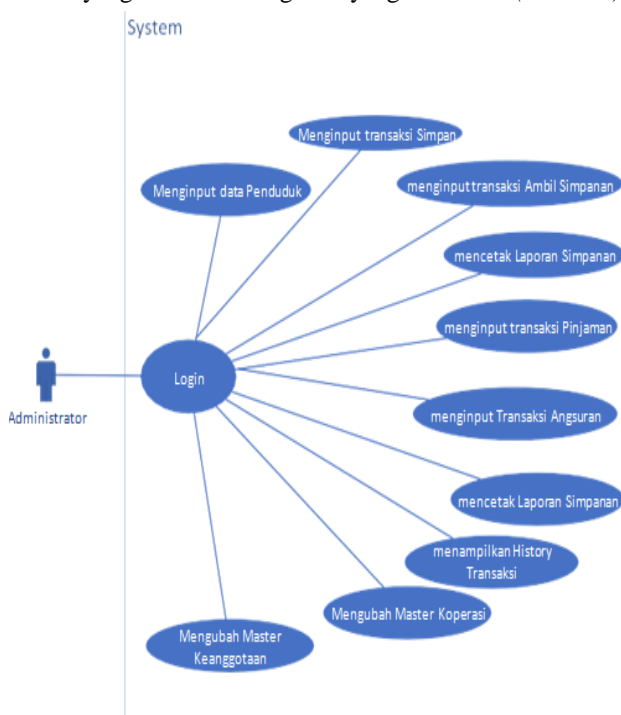 System
Menginput transaksi Simpan
Menginput data Penduduk
menginput transaksi Ambil Simpanan
mencetak Laporan Simpanan
menginput transaksi Pinjaman
Login
Administrator
menginput Transaksi Angsuran
mencetak Laporan Simpanan
menampilkan History
Transaksi
Mengubah Master Koperasi
Mengubah Master
Keanggotaan